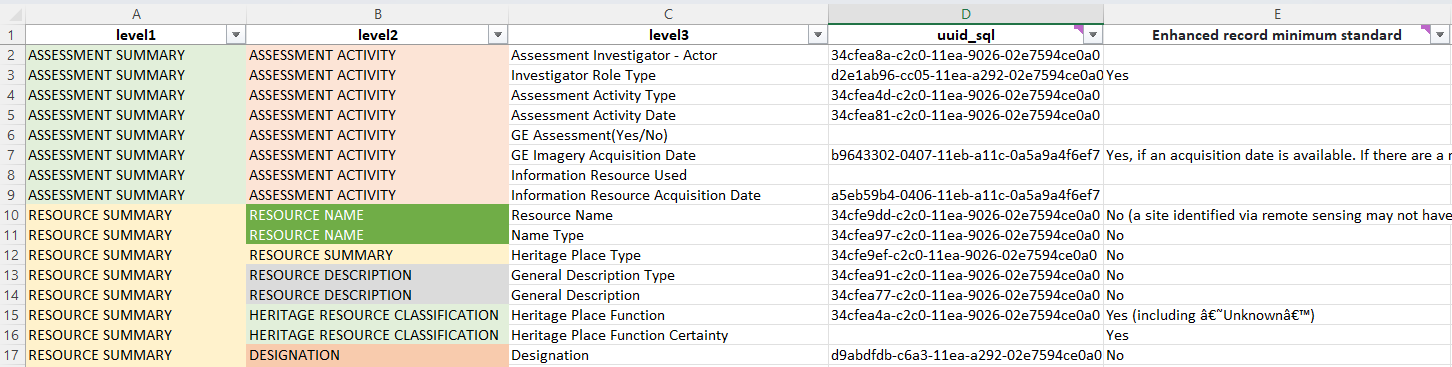 A B C D E
1 level1 level2 level3 uuid_sql Enhanced record minimum standard
2 ASSESSMENT SUMMARY ASSESSMENT ACTIVITY Assessment Investigator - Actor 34cfea8a-c2c0-11ea-9026-02e7594ce0a0
3 ASSESSMENT SUMMARY ASSESSMENT ACTIVITY Investigator Role Type d2e1ab96-cc05-11ea-a292-02e7594ce0a0 Yes
4 ASSESSMENT SUMMARY ASSESSMENT ACTIVITY Assessment Activity Type 34cfea4d-c2c0-11ea-9026-02e7594ce0a0
5 ASSESSMENT SUMMARY ASSESSMENT ACTIVITY Assessment Activity Date 34cfea81-c2c0-11ea-9026-02e7594ce0a0
6 ASSESSMENT SUMMARY ASSESSMENT ACTIVITY GE Assessment(Yes/No)
7 ASSESSMENT SUMMARY ASSESSMENT ACTIVITY GE Imagery Acquisition Date b9643302-0407-11eb-a11c-0a5a9a4f6ef7 Yes, if an acquisition date is available. If there are a
8 ASSESSMENT SUMMARY ASSESSMENT ACTIVITY Information Resource Used
9 ASSESSMENT SUMMARY ASSESSMENT ACTIVITY Information Resource Acquisition Date a5eb59b4-0406-11eb-a11c-0a5a9a4f6ef7
10 RESOURCE SUMMARY RESOURCE NAME Resource Name 34cfe9dd-c2c0-11ea-9026-02e7594ce0a0 No (a site identified via remote sensing may not have
11 RESOURCE SUMMARY RESOURCE NAME Name Type 34cfea97-c2c0-11ea-9026-02e7594ce0a0 No
12 RESOURCE SUMMARY RESOURCE SUMMARY Heritage Place Type 34cfe9ef-c2c0-11ea-9026-02e7594ce0a0 No
13 RESOURCE SUMMARY RESOURCE DESCRIPTION General Description Type 34cfea91-c2c0-11ea-9026-02e7594ce0a0 No
14 RESOURCE SUMMARY RESOURCE DESCRIPTION General Description 34cfea77-c2c0-11ea-9026-02e7594ce0a0 No
15 RESOURCE SUMMARY HERITAGE RESOURCE CLASSIFICATION Heritage Place Function 34cfea4a-c2c0-11ea-9026-02e7594ce0a0 Yes (including â€˜Unknownâ€™)
16 RESOURCE SUMMARY HERITAGE RESOURCE CLASSIFICATION Heritage Place Function Certainty Yes
17 RESOURCE SUMMARY DESIGNATION Designation d9abdfdb-c6a3-11ea-a292-02e7594ce0a0 No